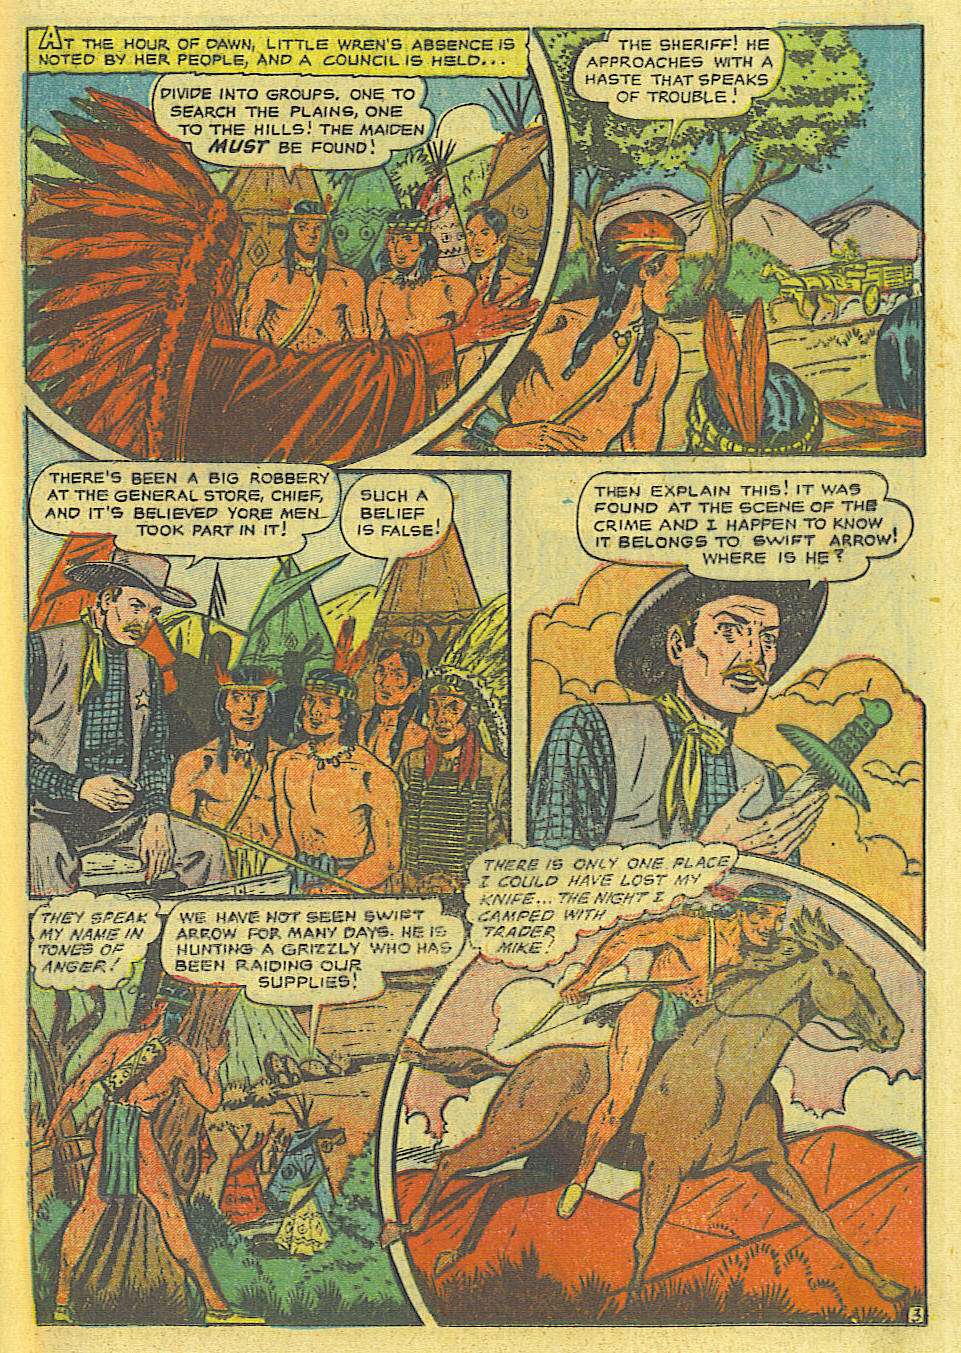 AT THE HOUR OF DAWN, LITTLE WREN'S ABSENCE IS
NOTED BY HER PEOPLE, AND A COUNCIL IS HELD...
DIVIDE INTO GROUPS. ONE TO
SEARCH THE PLAINS, ONE
TO THE HILLS! THE MAIDEN
MUST BE FOUND!
THE SHERIFF! HE
APPROACHES WITH A
HASTE THAT SPEAKS
OF TROUBLE!
THERE'S BEEN A BIG ROBBERY
AT THE GENERAL STORE, CHIEF,
AND IT'S BELIEVED YORE MEN
TOOK PART IN IT!
SUCH A
BELIEF
IS FALSE!
THEN EXPLAIN THIS! IT WAS
FOUND AT THE SCENE OF THE
CRIME AND I HAPPEN TO KNOW
IT BELONGS TO SWIFT ARROW!
WHERE IS HE?
THEY SPEAK
MY NAME IN
TONES OF
ANGER!
WE HAVE NOT SEEN SWIFT
ARROW FOR MANY DAYS. HE IS
HUNTING A GRIZZLY WHO HAS
BEEN RAIDING OUR
SUPPLIES!
THERE IS ONLY ONE PLACE
I COULD HAVE LOST MY
KNIFE... THE NIGHT I
CAMPED WITH
TRADER
MIKE!
3